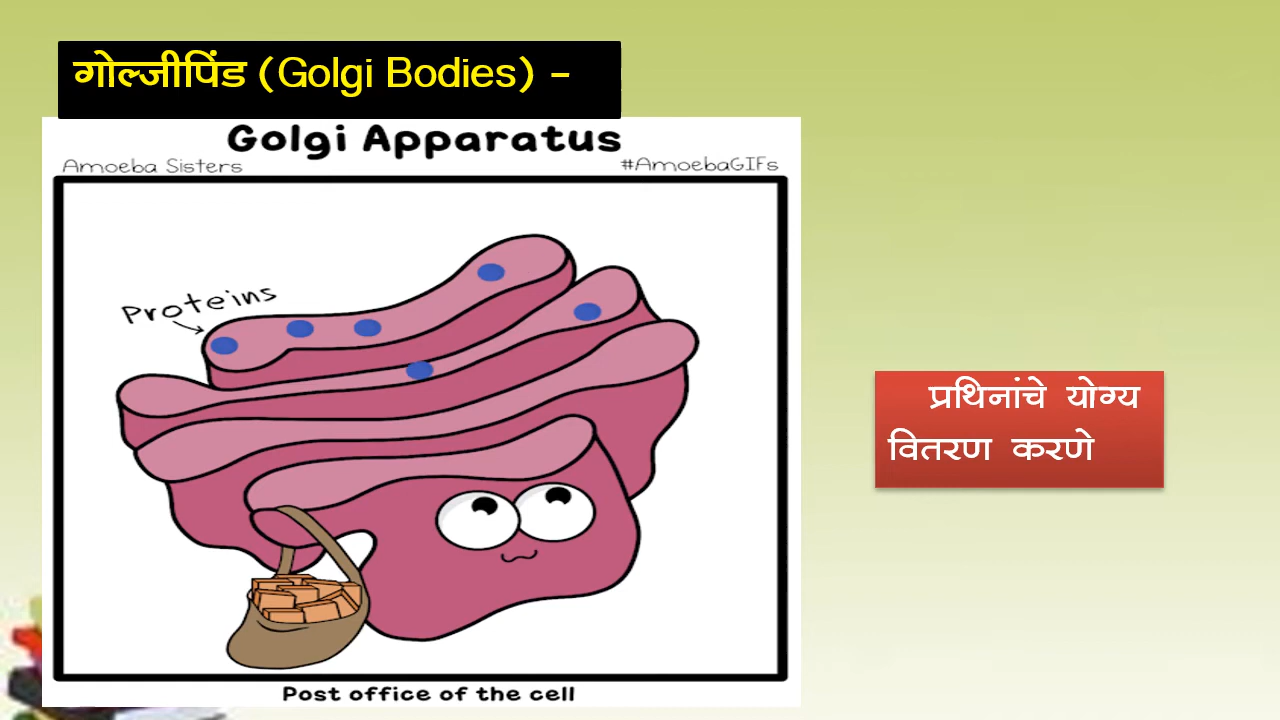 गोल्जीपिंड (Golgi Bodies) -
Golgi Apparatus
Amoeba Sisters
#AmoebaGIFs
Proteins
प्रथिनांचे योग्य
वितरण करणे
Post office of the cell